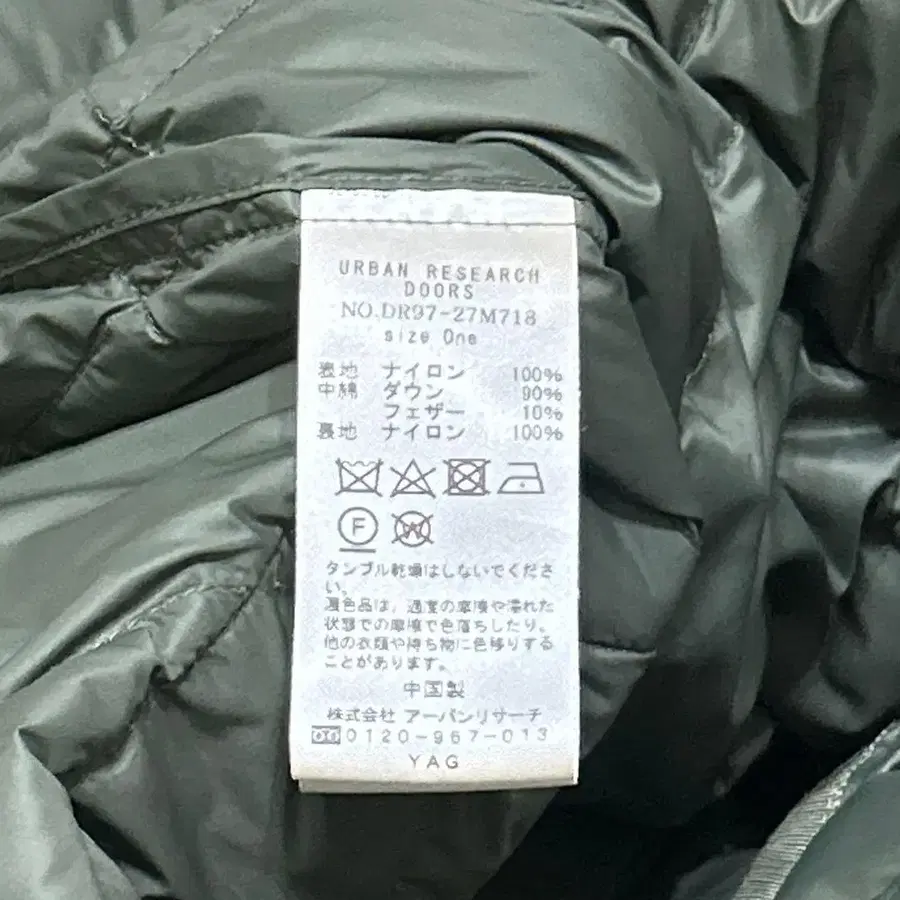 URBAN RESEARCH
DOORS
NO.DR97-27M718
size One
表地 ナイロン 100%
中綿 ダウン 90%
フェザー 10%
裏地 ナイロン 100%
F W
タンブル乾燥はしないでくださ
い。
濃色品は、過度の摩擦や濡れた
状態での摩擦で色落ちしたり。
他の衣類や持ち物に色移りする
ことがあります。
中国製
株式会社 アーバンリサーチ
0120-967-013
YAG